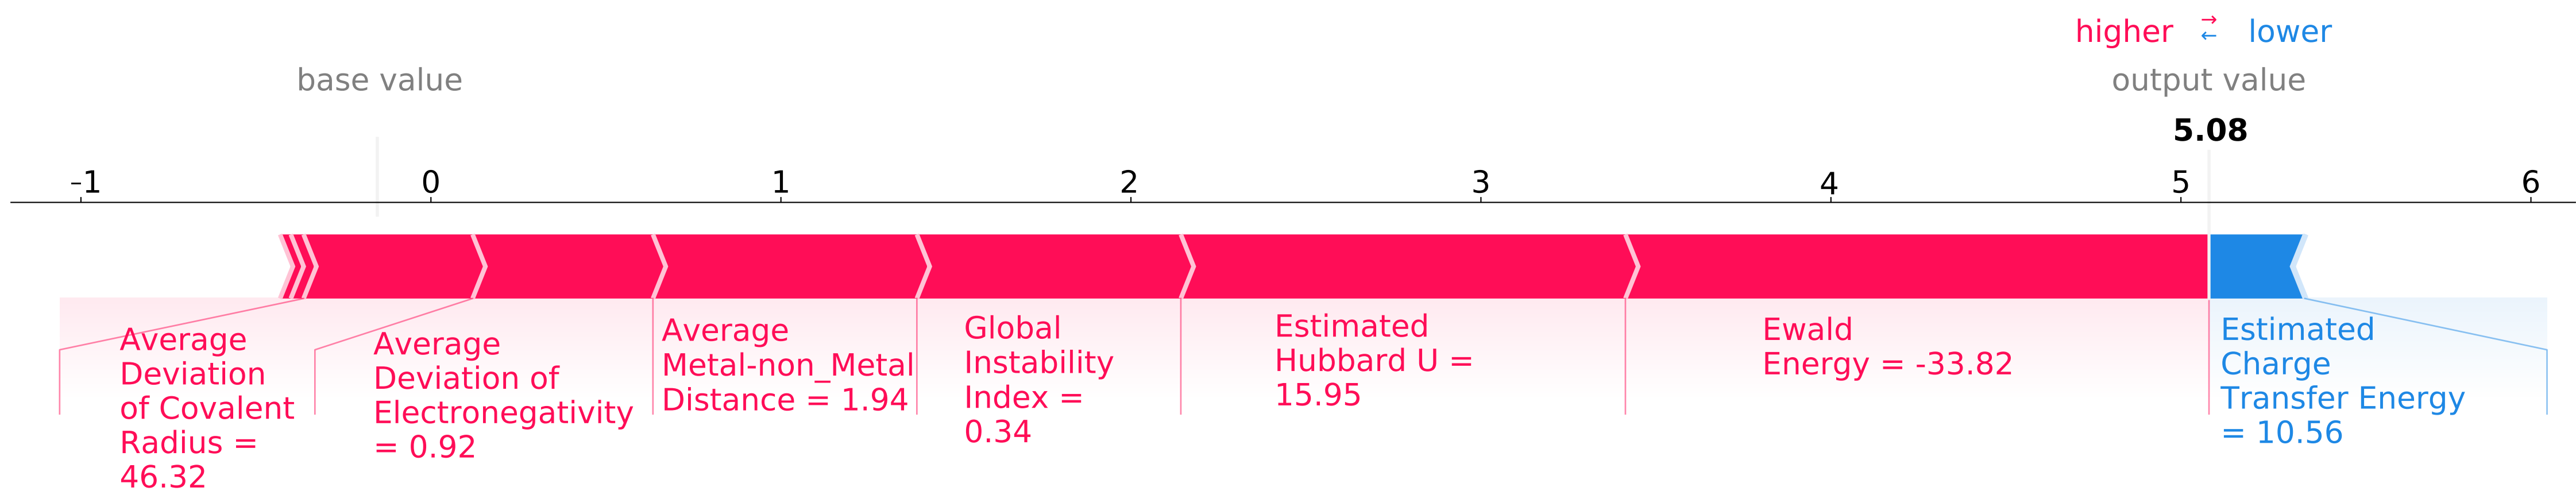 higher → ← lower
base value
output value
5.08
−1 0 1 2 3 4 5 6
Average
Deviation
of Covalent
Radius =
46.32
Average
Deviation of
Electronegativity
= 0.92
Average
Metal-non_Metal
Distance = 1.94
Global
Instability
Index =
0.34
Estimated
Hubbard U =
15.95
Ewald
Energy = -33.82
Estimated
Charge
Transfer Energy
= 10.56